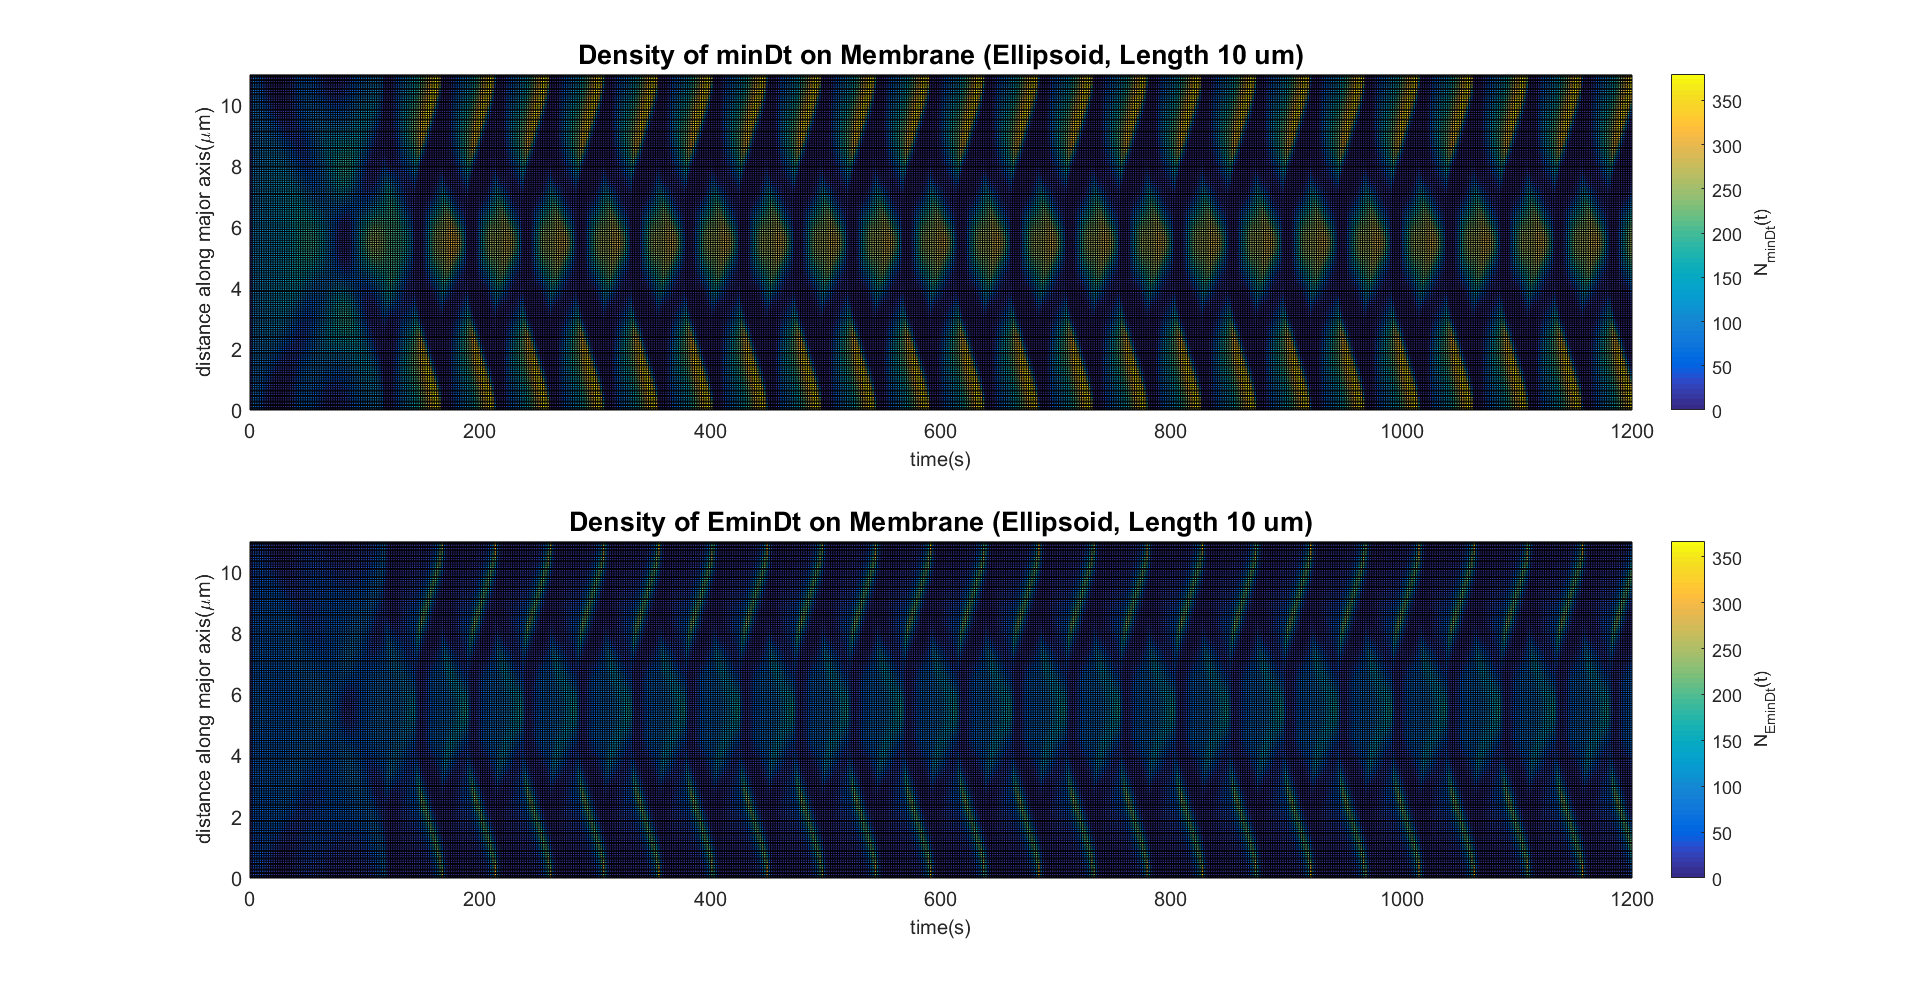 Density of minDt on Membrane (Ellipsoid, Length 10 um)
distance along major axis(μm)
10
8
6
4
2
0
0 200 400 600 800 1000 1200
time(s)
350
300
250
200
150
100
50
0
N_minDt(t)
Density of EminDt on Membrane (Ellipsoid, Length 10 um)
distance along major axis(μm)
10
8
6
4
2
0
0 200 400 600 800 1000 1200
time(s)
350
300
250
200
150
100
50
0
N_EminDt(t)